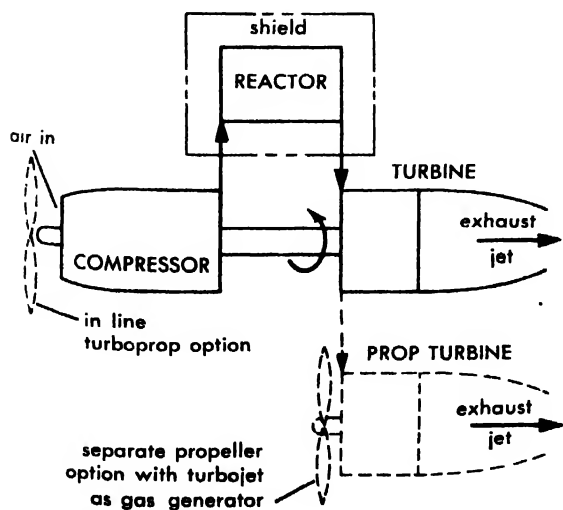 shield
REACTOR
air in
TURBINE
COMPRESSOR
exhaust
jet
in line
turboprop option
PROP TURBINE
exhaust
jet
separate propeller
option with turbojet
as gas generator